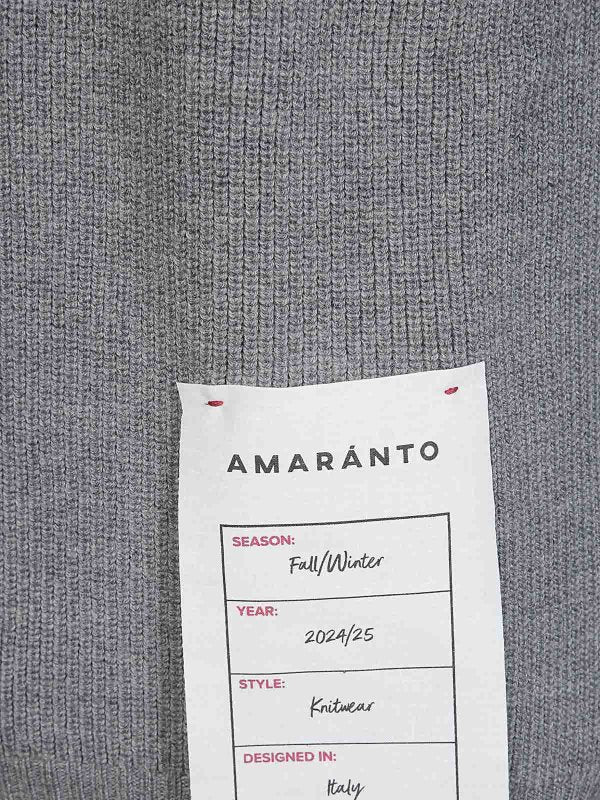 AMARÁNTO
SEASON:
Fall/Winter
YEAR:
2024/25
STYLE:
Knitwear
DESIGNED IN:
Italy